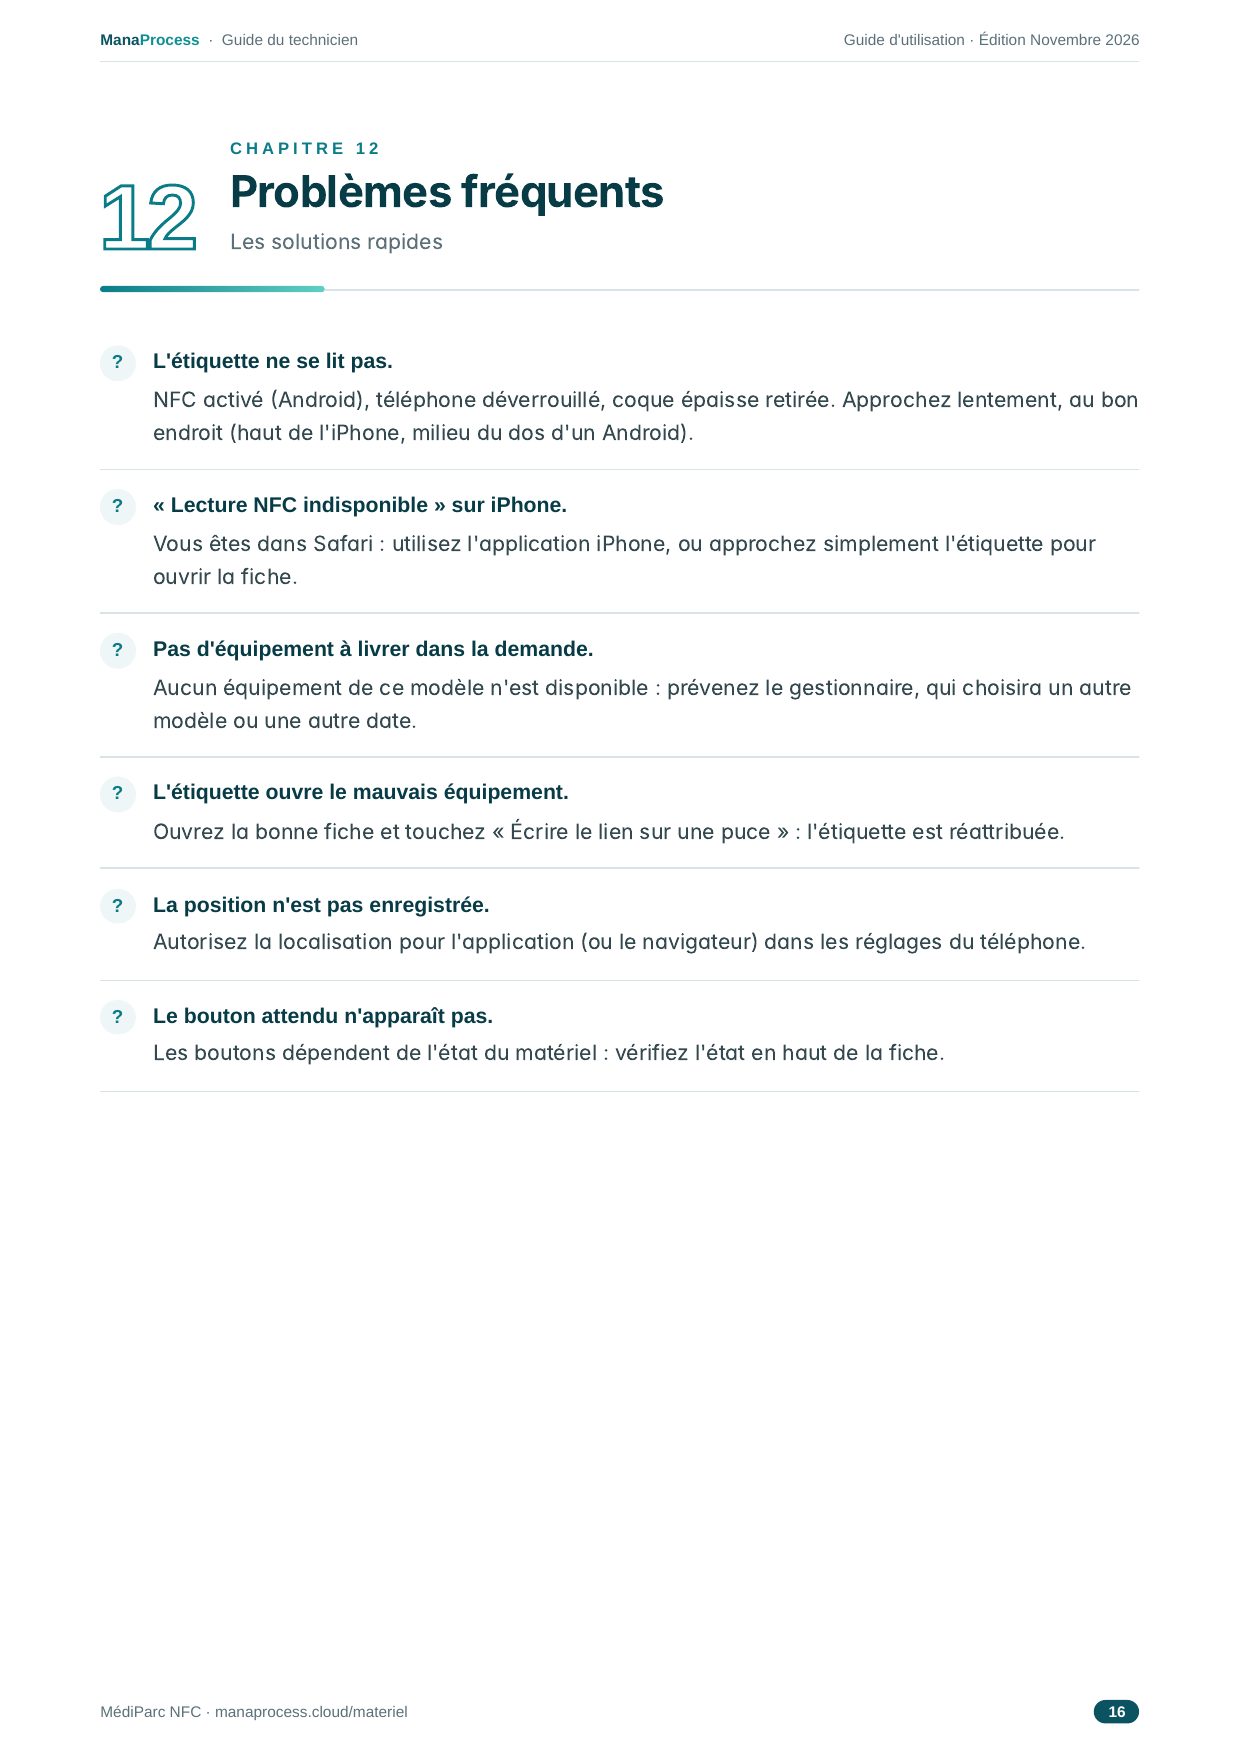 ManaProcess · Guide du technicien
Guide d'utilisation · Édition Novembre 2026
CHAPITRE 12
12
Problèmes fréquents
Les solutions rapides
? L'étiquette ne se lit pas.
NFC activé (Android), téléphone déverrouillé, coque épaisse retirée. Approchez lentement, au bon
endroit (haut de l'iPhone, milieu du dos d'un Android).
? « Lecture NFC indisponible » sur iPhone.
Vous êtes dans Safari : utilisez l'application iPhone, ou approchez simplement l'étiquette pour
ouvrir la fiche.
? Pas d'équipement à livrer dans la demande.
Aucun équipement de ce modèle n'est disponible : prévenez le gestionnaire, qui choisira un autre
modèle ou une autre date.
? L'étiquette ouvre le mauvais équipement.
Ouvrez la bonne fiche et touchez « Écrire le lien sur une puce » : l'étiquette est réattribuée.
? La position n'est pas enregistrée.
Autorisez la localisation pour l'application (ou le navigateur) dans les réglages du téléphone.
? Le bouton attendu n'apparaît pas.
Les boutons dépendent de l'état du matériel : vérifiez l'état en haut de la fiche.
MédiParc NFC · manaprocess.cloud/materiel
16